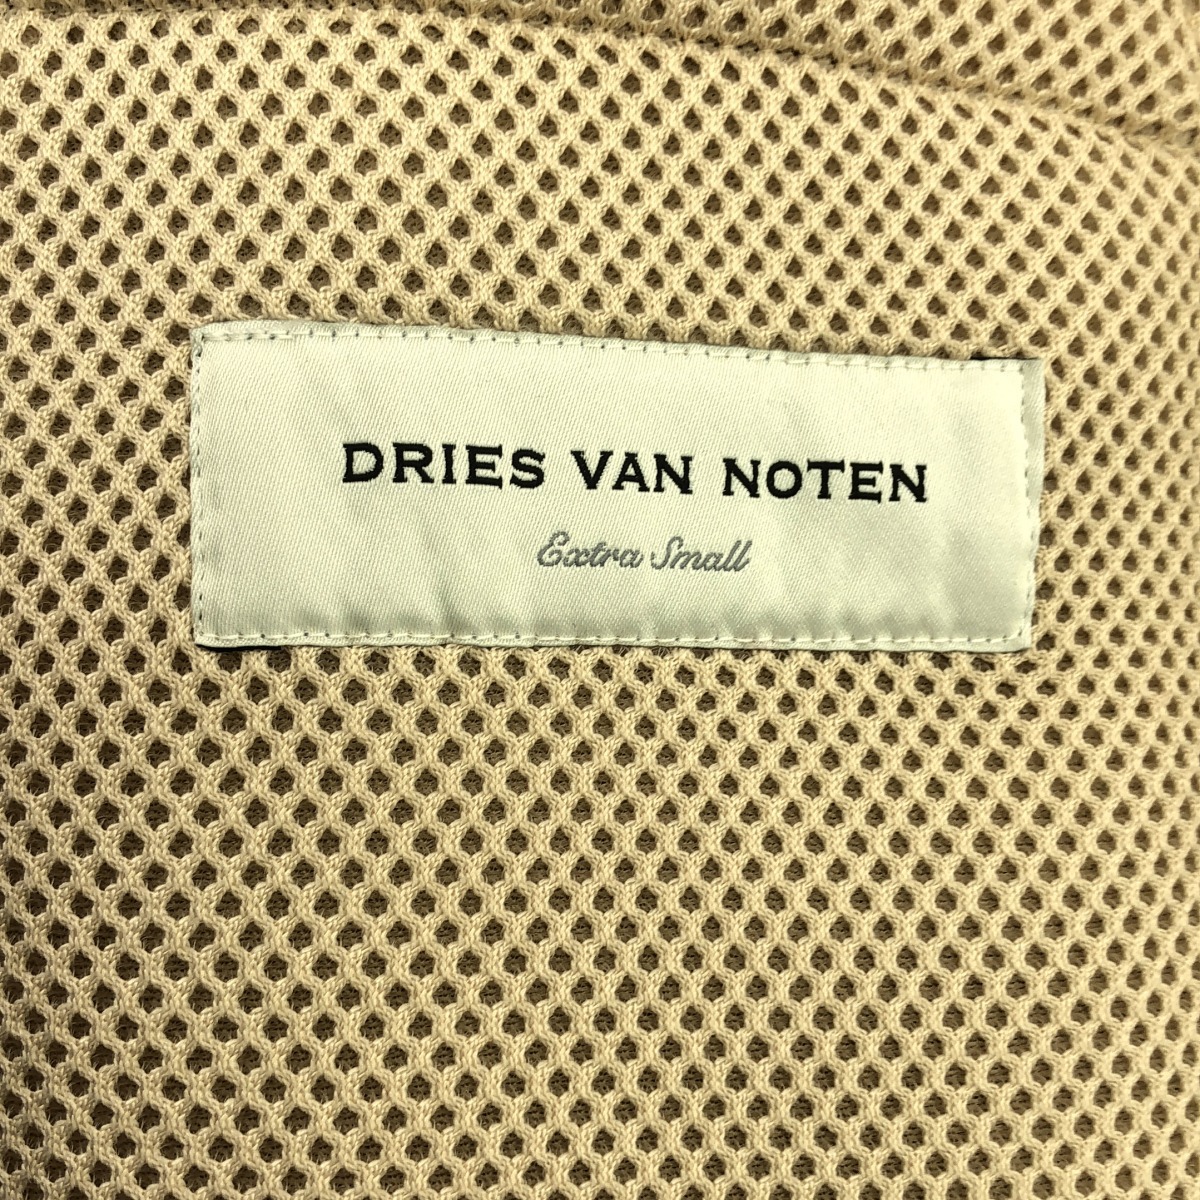 DRIES VAN NOTEN
Extra Small